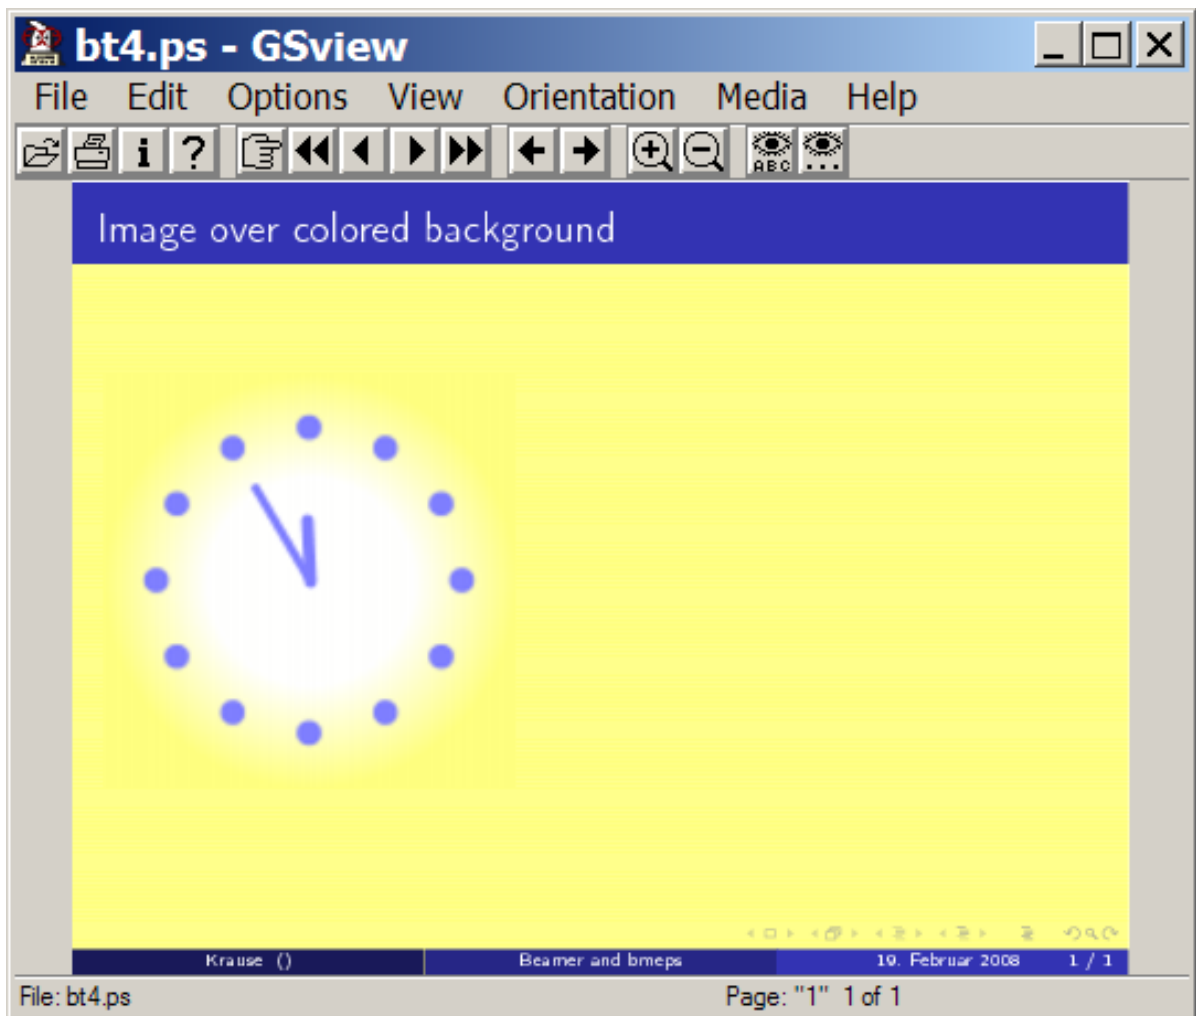 bt4.ps - GSview
File Edit Options View Orientation Media Help
i ? ABC ...
Image over colored background
Krause () Beamer and bmeps 19. Februar 2008 1 / 1
File: bt4.ps Page: "1" 1 of 1